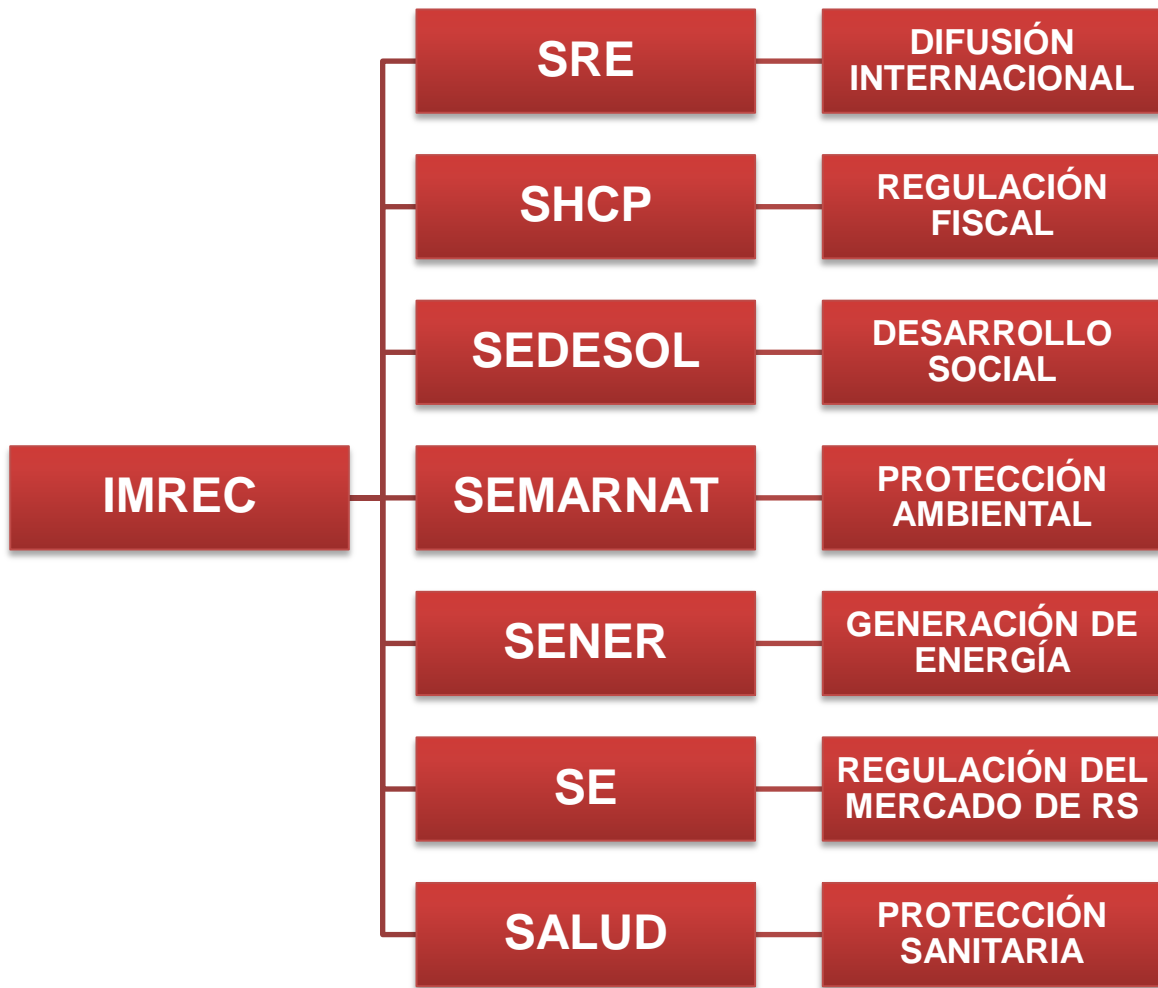 SRE
DIFUSIÓN
INTERNACIONAL
SHCP
REGULACIÓN
FISCAL
SEDESOL
DESARROLLO
SOCIAL
IMREC
SEMARNAT
PROTECCIÓN
AMBIENTAL
SENER
GENERACIÓN DE
ENERGÍA
SE
REGULACIÓN DEL
MERCADO DE RS
SALUD
PROTECCIÓN
SANITARIA